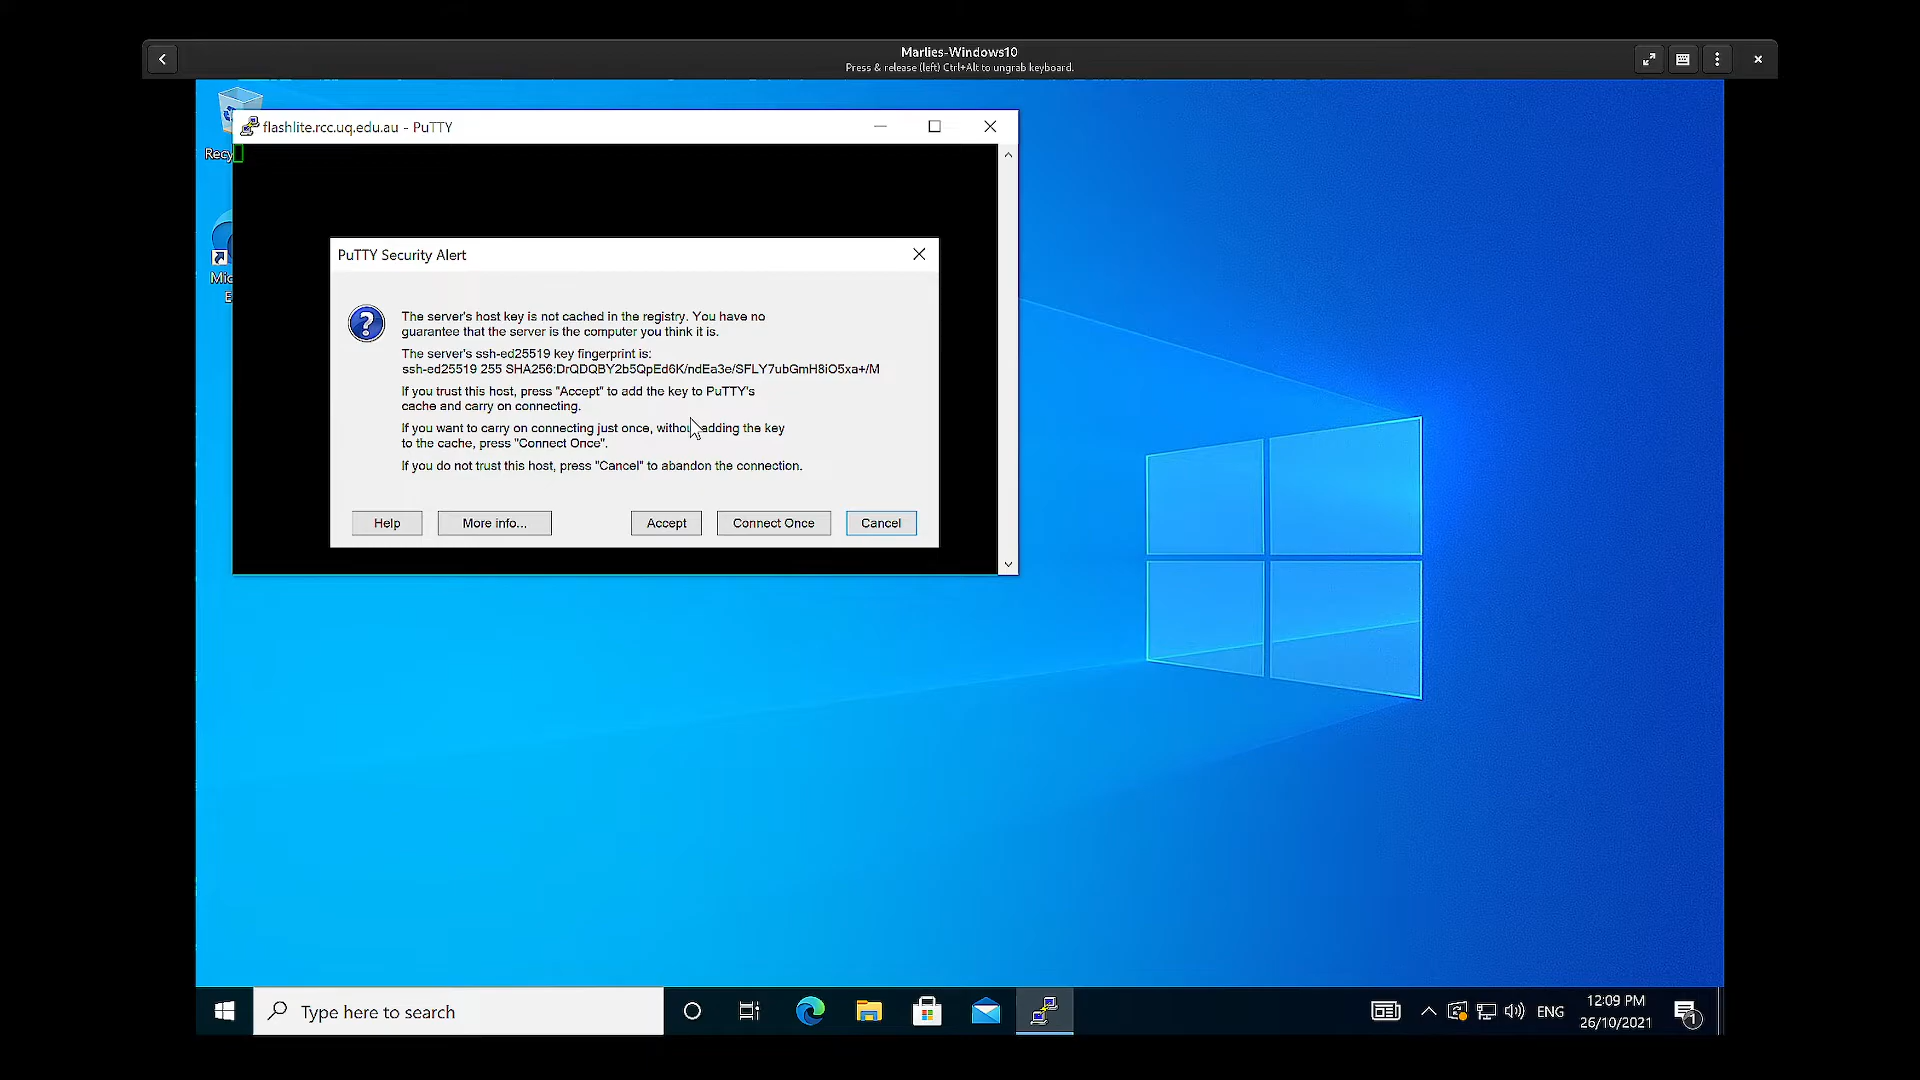 Marlies-Windows10
Press & release (left) Ctrl+Alt to ungrab keyboard.
flashlite.rcc.uq.edu.au - PuTTY
Recy
Mic
E
PuTTY Security Alert
The server's host key is not cached in the registry. You have no
guarantee that the server is the computer you think it is.
The server's ssh-ed25519 key fingerprint is:
ssh-ed25519 255 SHA256:DrQDQBY2b5QpEd6K/ndEa3e/SFLY7ubGmH8iO5xa+/M
If you trust this host, press "Accept" to add the key to PuTTY's
cache and carry on connecting.
If you want to carry on connecting just once, without adding the key
to the cache, press "Connect Once".
If you do not trust this host, press "Cancel" to abandon the connection.
Help
More info...
Accept
Connect Once
Cancel
Type here to search
ENG
12:09 PM
26/10/2021
1